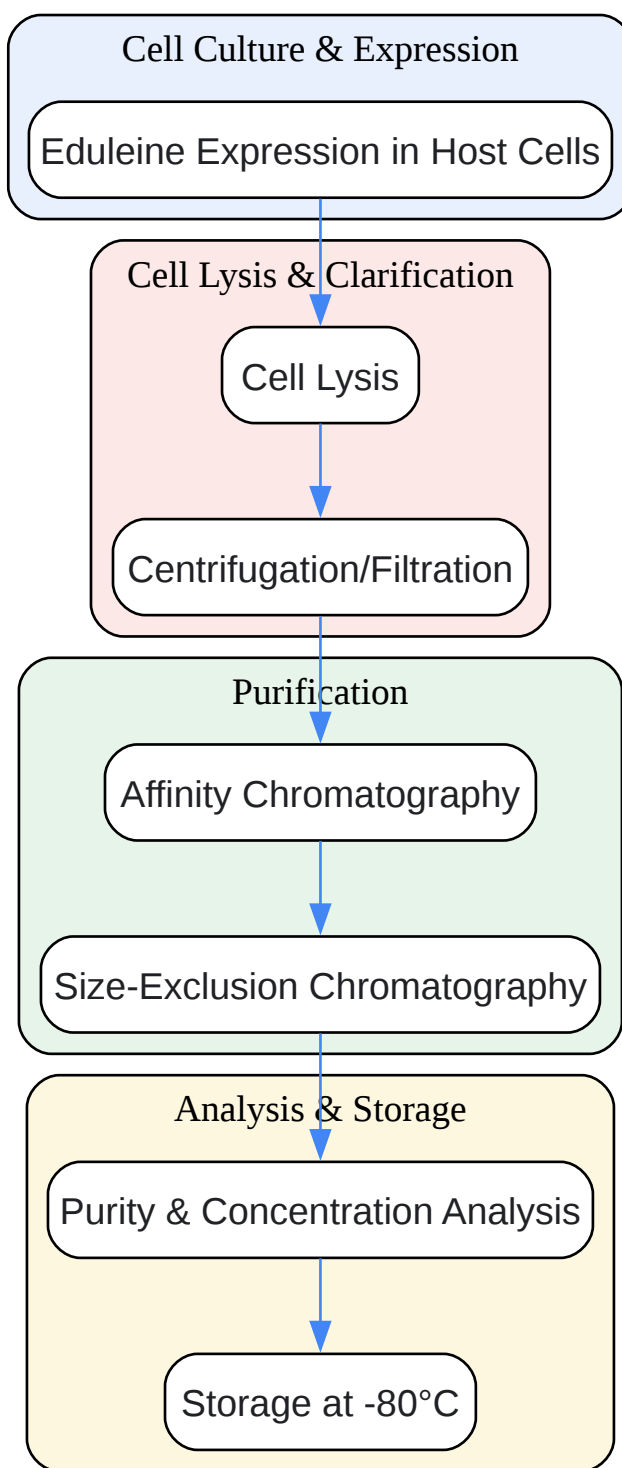 Cell Culture & Expression
Eduleine Expression in Host Cells
Cell Lysis & Clarification
Cell Lysis
Centrifugation/Filtration
Purification
Affinity Chromatography
Size-Exclusion Chromatography
Analysis & Storage
Purity & Concentration Analysis
Storage at -80°C